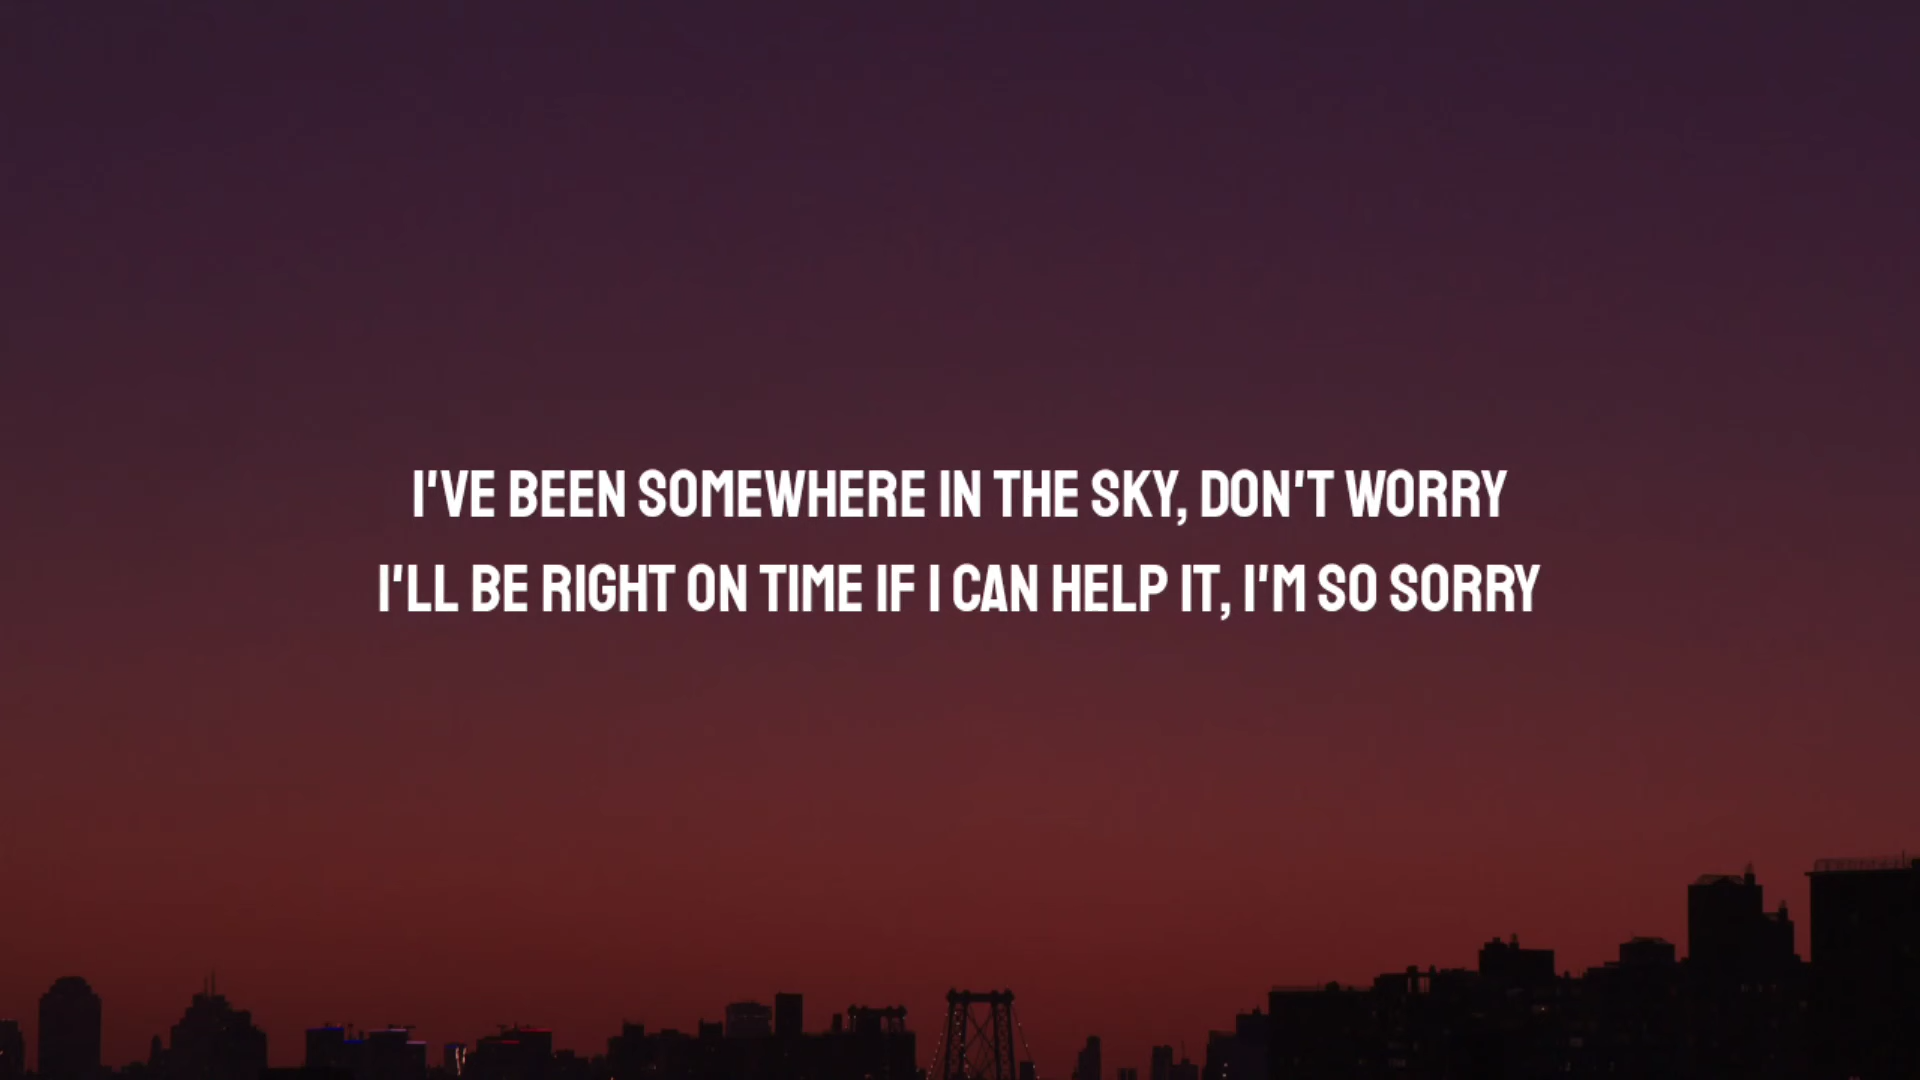 I'VE BEEN SOMEWHERE IN THE SKY, DON'T WORRY
I'LL BE RIGHT ON TIME IF I CAN HELP IT, I'M SO SORRY